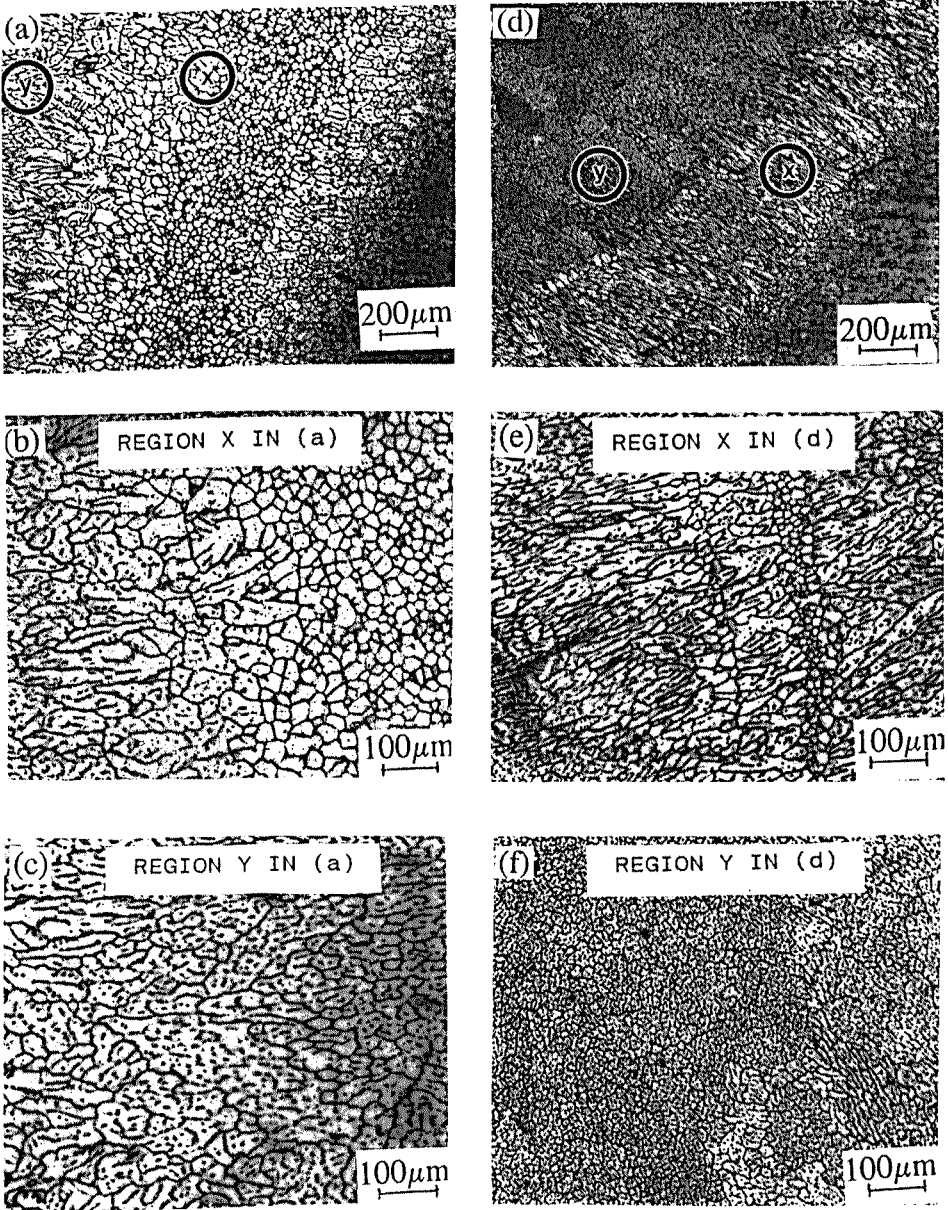 (a)
y
x
200μm
(d)
y
x
200μm
(b)
REGION X IN (a)
100μm
(e)
REGION X IN (d)
100μm
(c)
REGION Y IN (a)
100μm
(f)
REGION Y IN (d)
100μm